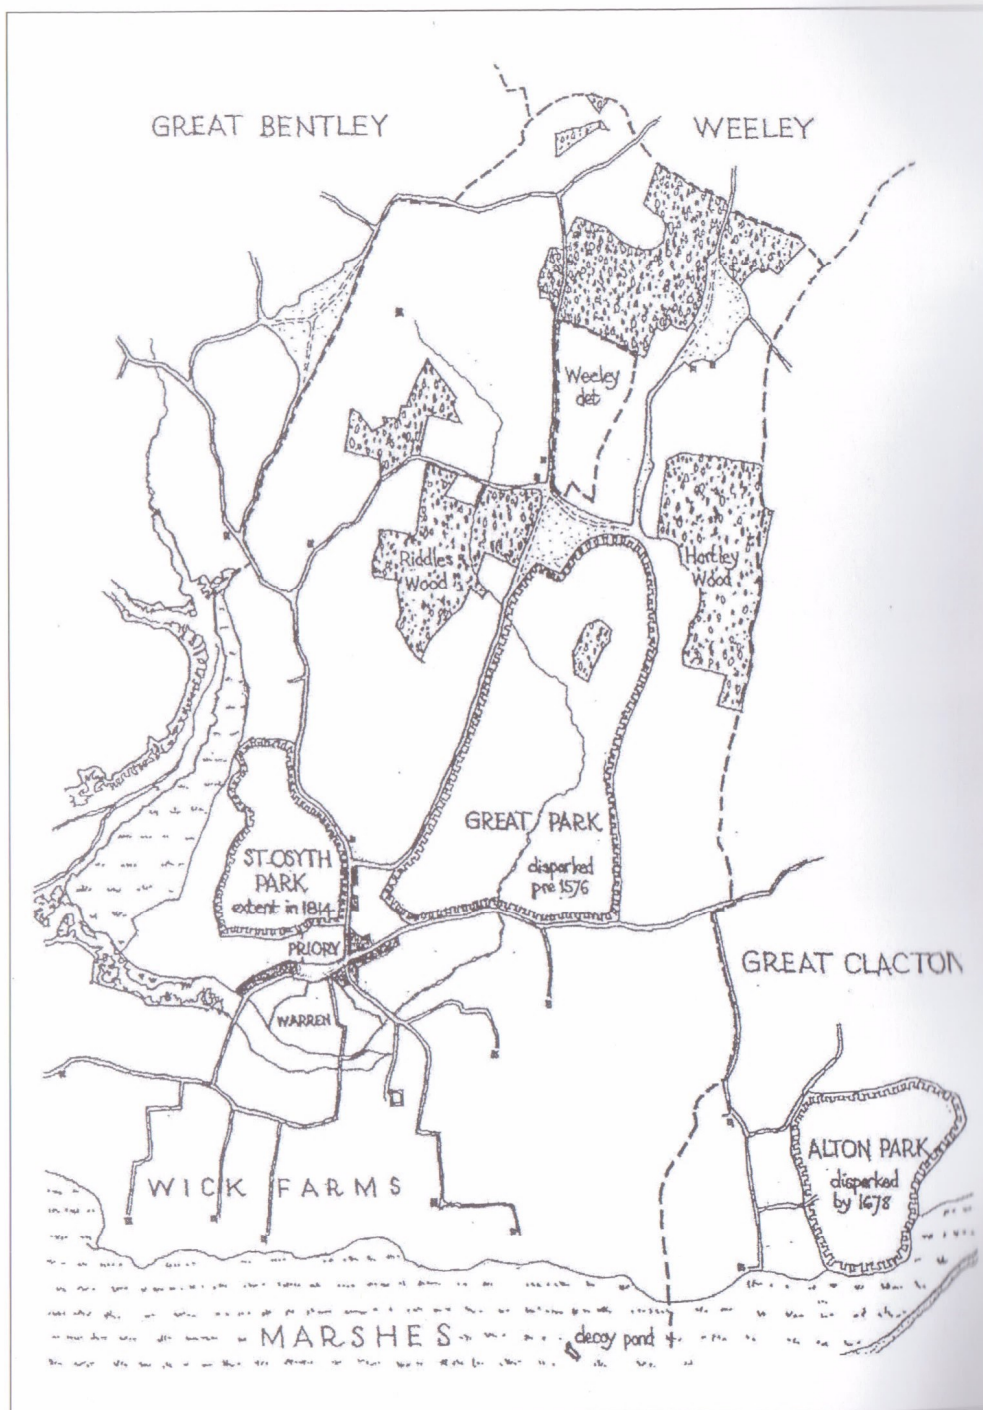 GREAT BENTLEY
WEELEY
Weeley
det
Riddles
Wood
Hartley
Wood
GREAT PARK
disparked
pre 1576
ST. OSYTH
PARK
extent in 1814
PRIORY
GREAT CLACTON
WARREN
ALTON PARK
disparked
by 1678
WICK FARMS
MARSHES
decoy pond